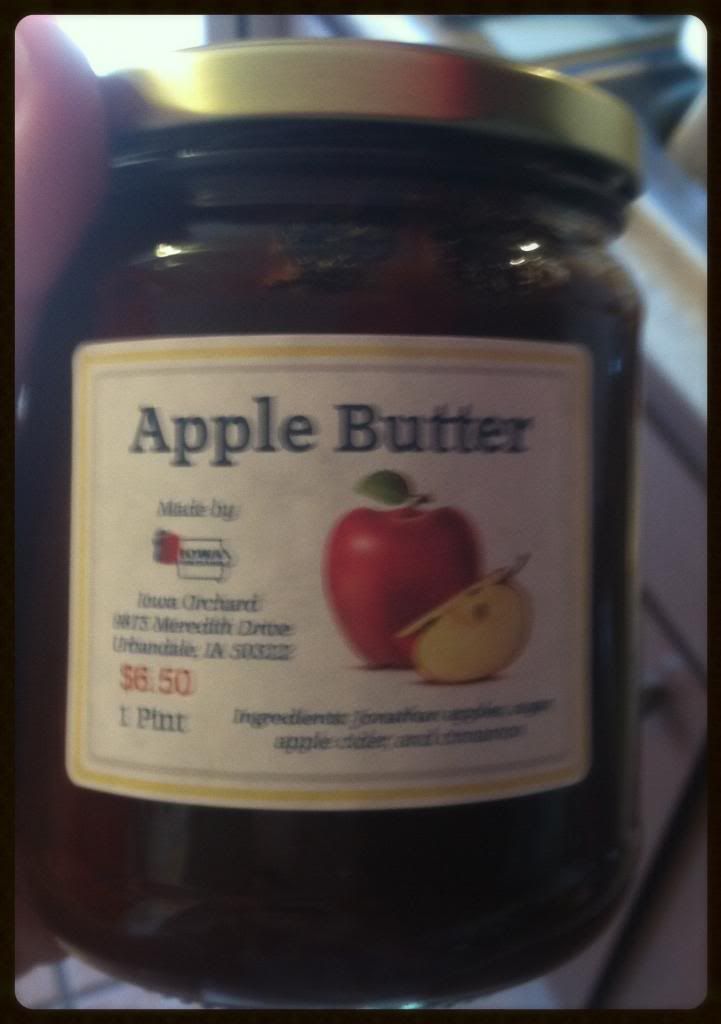 Apple Butter
Made by:
IOWA
Iowa Orchard
9875 Meredith Drive
Urbandale, IA 50322
$6.50
1 Pint
Ingredients: Jonathan apples, sugar
apple cider, and cinnamon